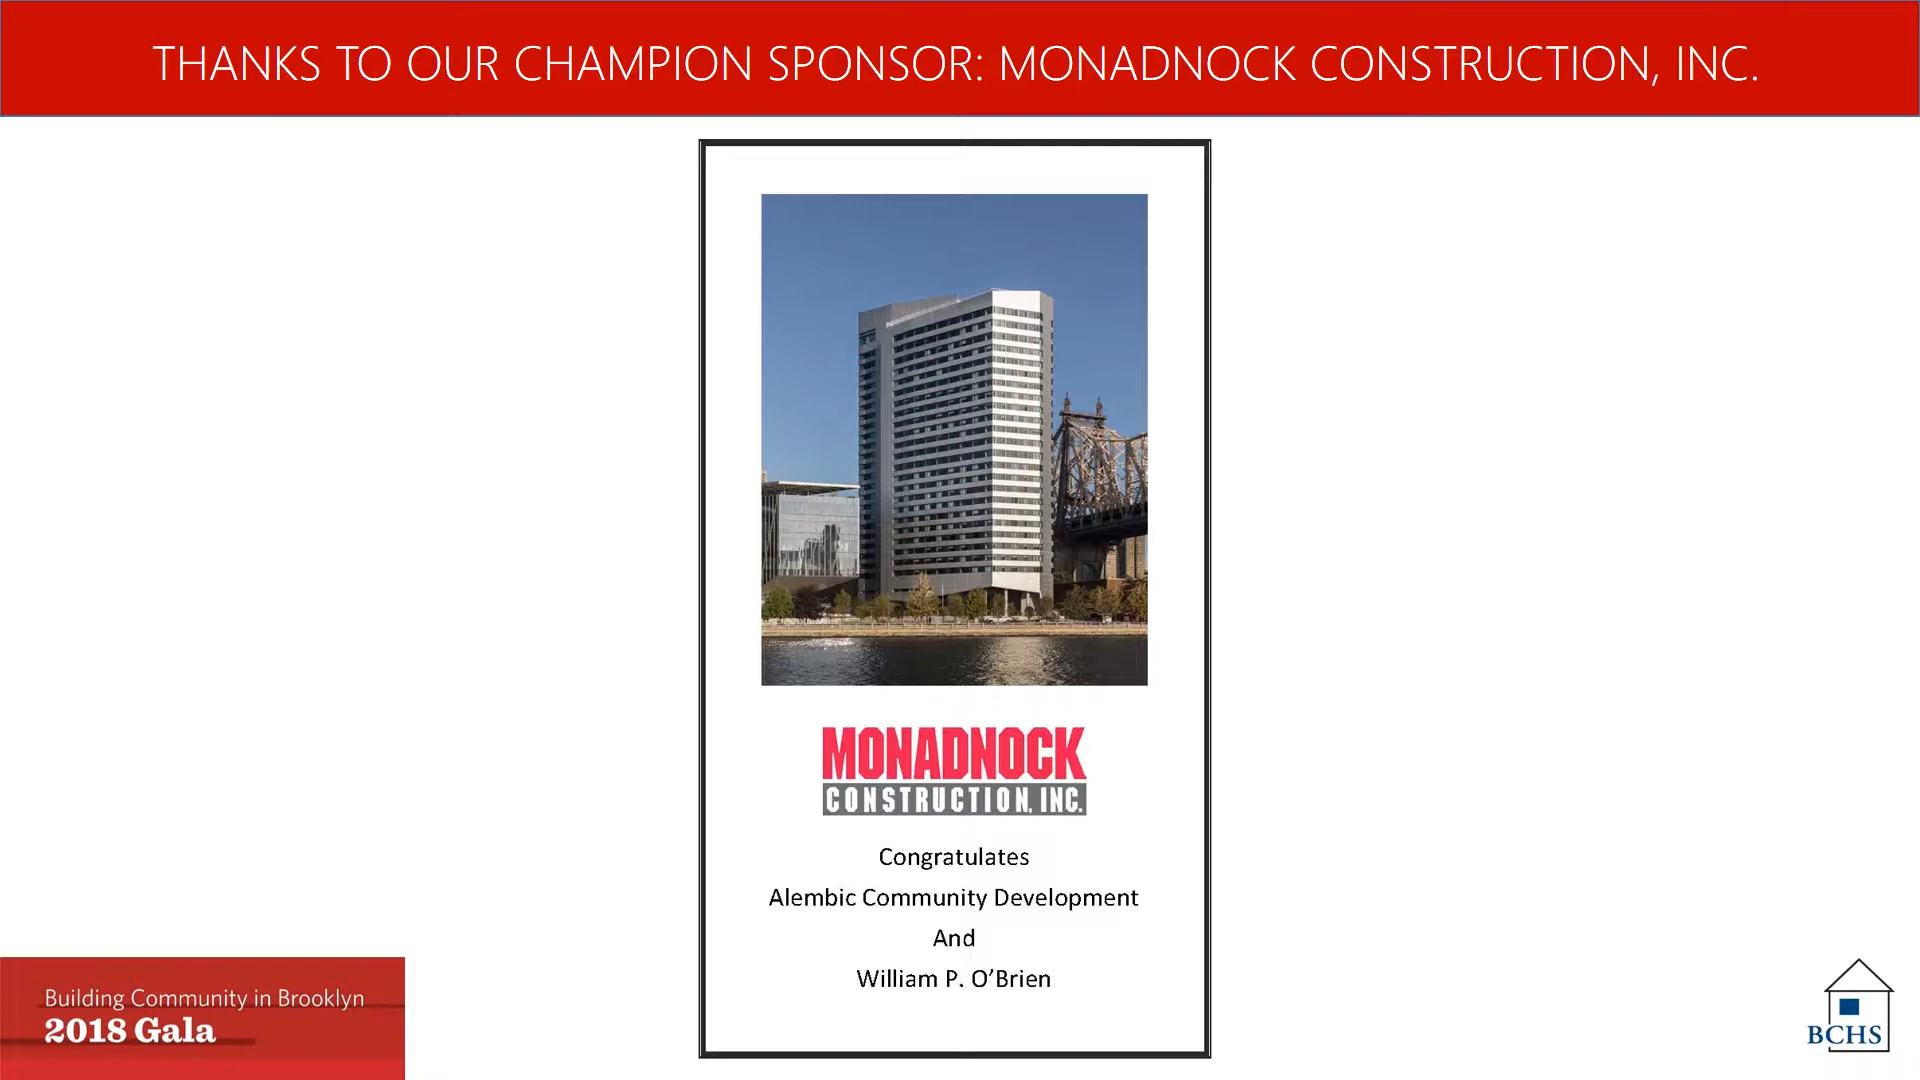 THANKS TO OUR CHAMPION SPONSOR: MONADNOCK CONSTRUCTION, INC.
MONADNOCK
CONSTRUCTION, INC.
Congratulates
Alembic Community Development
And
William P. O’Brien
Building Community in Brooklyn
2018 Gala
BCHS